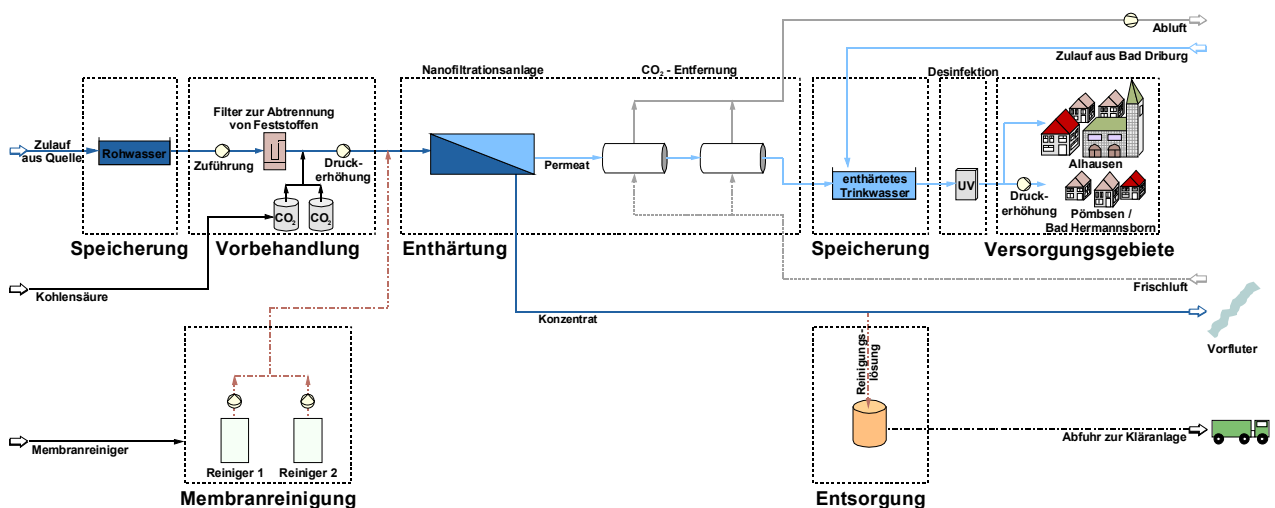 Abluft
Zulauf aus Bad Driburg
Nanofiltrationsanlage
CO₂ - Entfernung
Desinfektion
Filter zur Abtrennung
von Feststoffen
Zulauf
aus Quelle
Rohwasser
Zuführung
Druck-
erhöhung
CO₂
CO₂
Permeat
enthärtetes
Trinkwasser
UV
Druck-
erhöhung
Alhausen
Pömbsen /
Bad Hermannsborn
Speicherung
Vorbehandlung
Enthärtung
Speicherung
Versorgungsgebiete
Kohlensäure
Frischluft
Konzentrat
Vorfluter
Reinigungs-
lösung
Membranreiniger
Reiniger 1
Reiniger 2
Abfuhr zur Kläranlage
Membranreinigung
Entsorgung